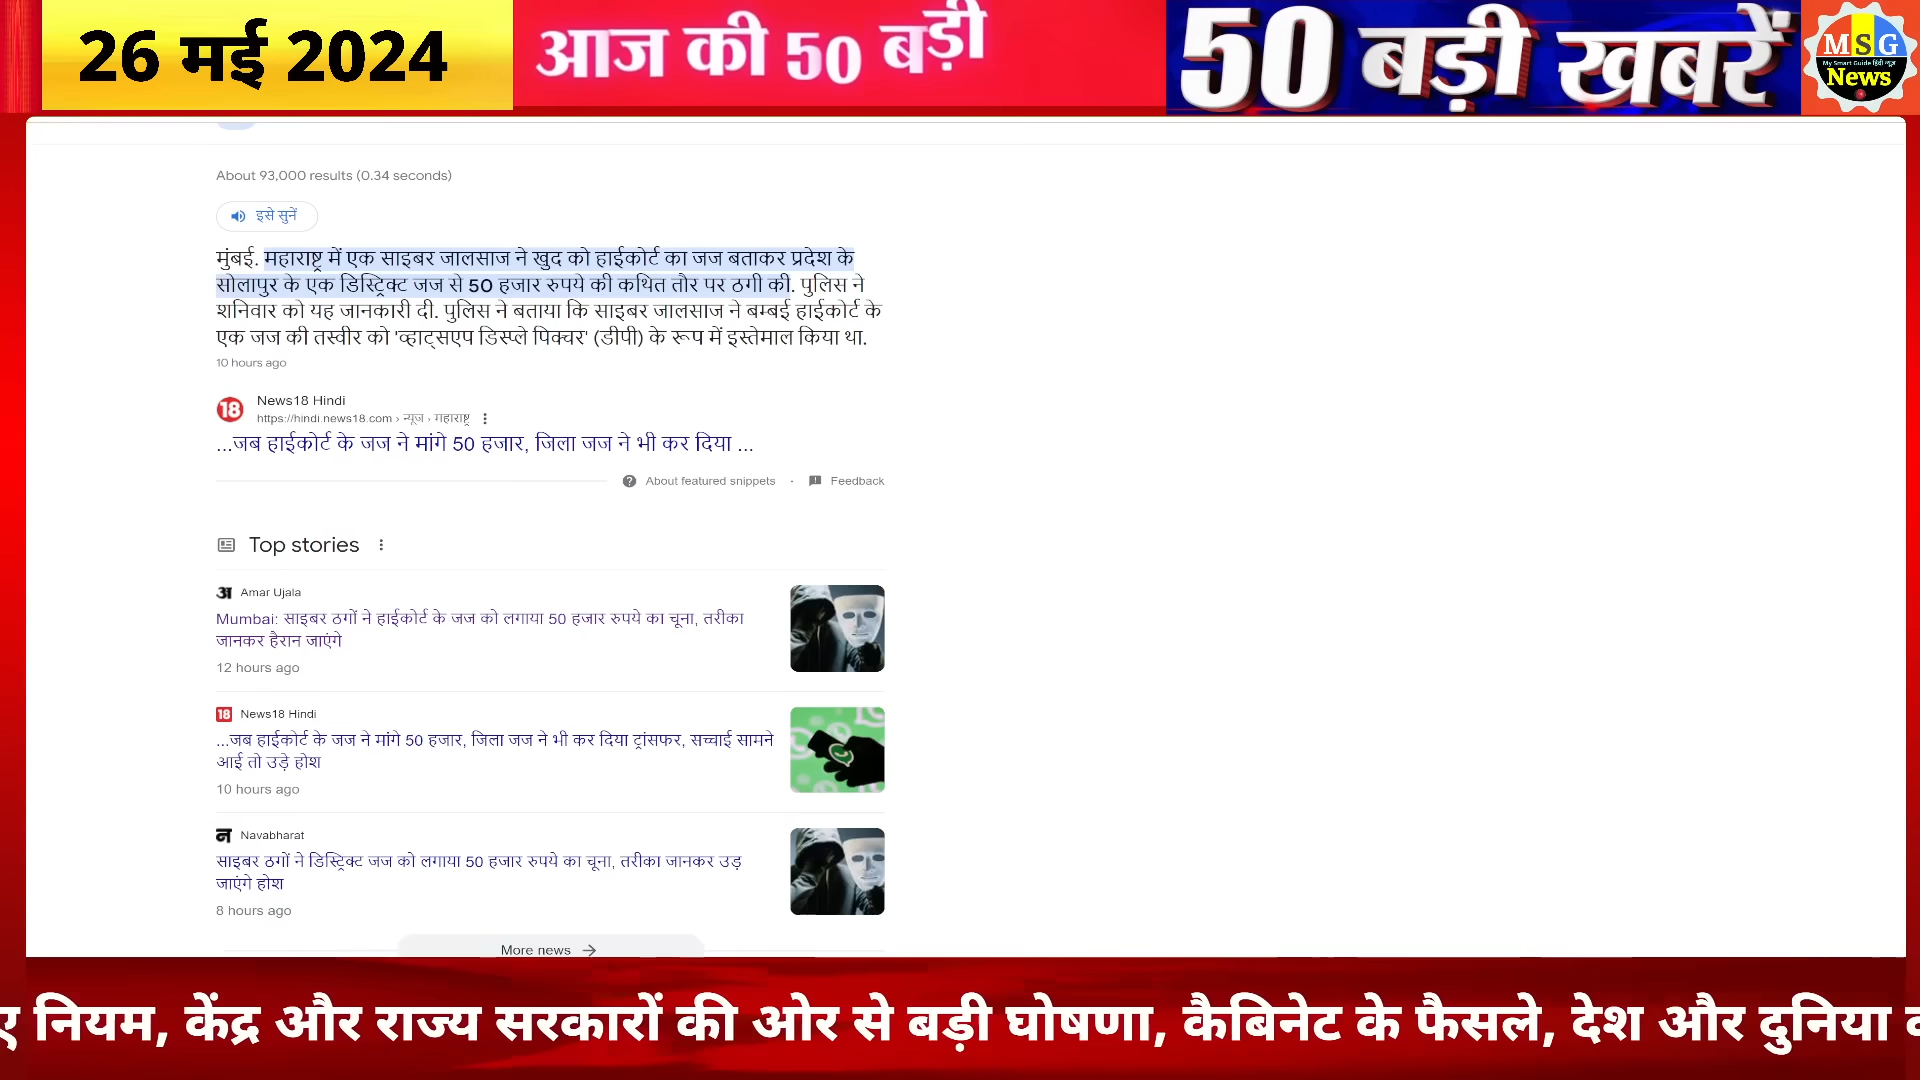 26 मई 2024
आज की 50 बड़ी
50 बड़ी खबरें
MSG
My Smart Guide हिंदी न्यूज़
News
About 93,000 results (0.34 seconds)
इसे सुनें
मुंबई. महाराष्ट्र में एक साइबर जालसाज ने खुद को हाईकोर्ट का जज बताकर प्रदेश के
सोलापुर के एक डिस्ट्रिक्ट जज से 50 हजार रुपये की कथित तौर पर ठगी की. पुलिस ने
शनिवार को यह जानकारी दी. पुलिस ने बताया कि साइबर जालसाज ने बम्बई हाईकोर्ट के
एक जज की तस्वीर को 'व्हाट्सएप डिस्प्ले पिक्चर' (डीपी) के रूप में इस्तेमाल किया था.
10 hours ago
18
News18 Hindi
https://hindi.news18.com › न्यूज › महाराष्ट्र
...जब हाईकोर्ट के जज ने मांगे 50 हजार, जिला जज ने भी कर दिया ...
About featured snippets · Feedback
Top stories
अ Amar Ujala
Mumbai: साइबर ठगों ने हाईकोर्ट के जज को लगाया 50 हजार रुपये का चूना, तरीका
जानकर हैरान जाएंगे
12 hours ago
18 News18 Hindi
...जब हाईकोर्ट के जज ने मांगे 50 हजार, जिला जज ने भी कर दिया ट्रांसफर, सच्चाई सामने
आई तो उड़े होश
10 hours ago
न Navabharat
साइबर ठगों ने डिस्ट्रिक्ट जज को लगाया 50 हजार रुपये का चूना, तरीका जानकर उड़
जाएंगे होश
8 hours ago
More news →
ए नियम, केंद्र और राज्य सरकारों की ओर से बड़ी घोषणा, कैबिनेट के फैसले, देश और दुनिया